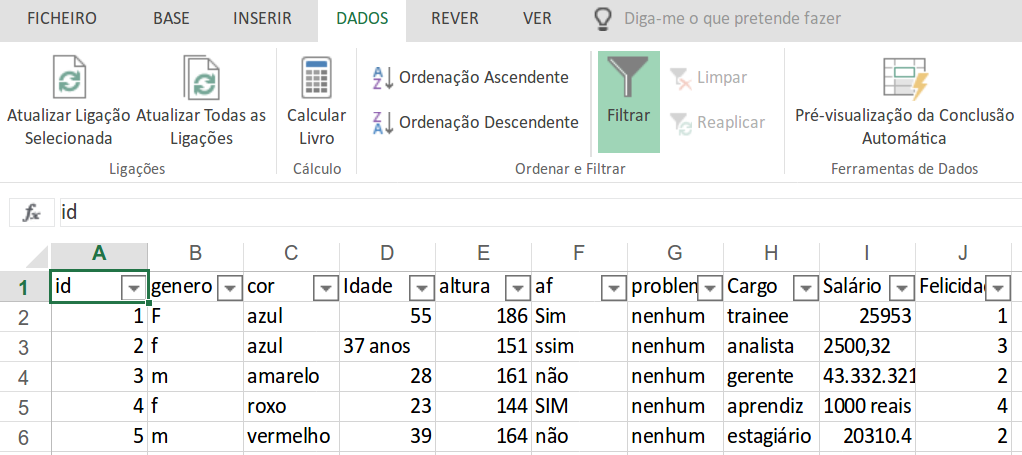 FICHEIRO BASE INSERIR DADOS REVER VER Diga-me o que pretende fazer
Atualizar Ligação Selecionada
Atualizar Todas as Ligações
Ligações
Calcular Livro
Cálculo
Ordenação Ascendente
Ordenação Descendente
Filtrar
Limpar
Reaplicar
Ordenar e Filtrar
Pré-visualização da Conclusão Automática
Ferramentas de Dados
fx id
A B C D E F G H I J
1 id genero cor Idade altura af problen Cargo Salário Felicida
2 1 F azul 55 186 Sim nenhum trainee 25953 1
3 2 f azul 37 anos 151 ssim nenhum analista 2500,32 3
4 3 m amarelo 28 161 não nenhum gerente 43.332.321 2
5 4 f roxo 23 144 SIM nenhum aprendiz 1000 reais 4
6 5 m vermelho 39 164 não nenhum estagiário 20310.4 2